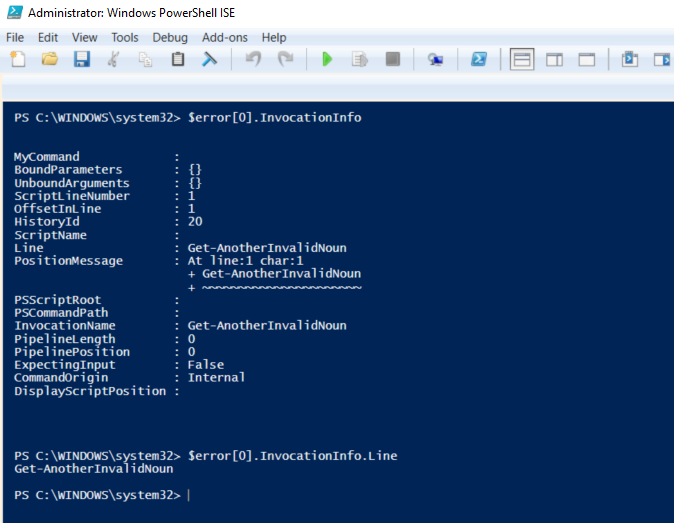 Administrator: Windows PowerShell ISE
File Edit View Tools Debug Add-ons Help
PS C:\WINDOWS\system32> $error[0].InvocationInfo
MyCommand :
BoundParameters : {}
UnboundArguments : {}
ScriptLineNumber : 1
OffsetInLine : 1
HistoryId : 20
ScriptName :
Line : Get-AnotherInvalidNoun
PositionMessage : At line:1 char:1
+ Get-AnotherInvalidNoun
+ ~~~~~~~~~~~~~~~~~~~~~~
PSScriptRoot :
PSCommandPath :
InvocationName : Get-AnotherInvalidNoun
PipelineLength : 0
PipelinePosition : 0
ExpectingInput : False
CommandOrigin : Internal
DisplayScriptPosition :
PS C:\WINDOWS\system32> $error[0].InvocationInfo.Line
Get-AnotherInvalidNoun
PS C:\WINDOWS\system32>